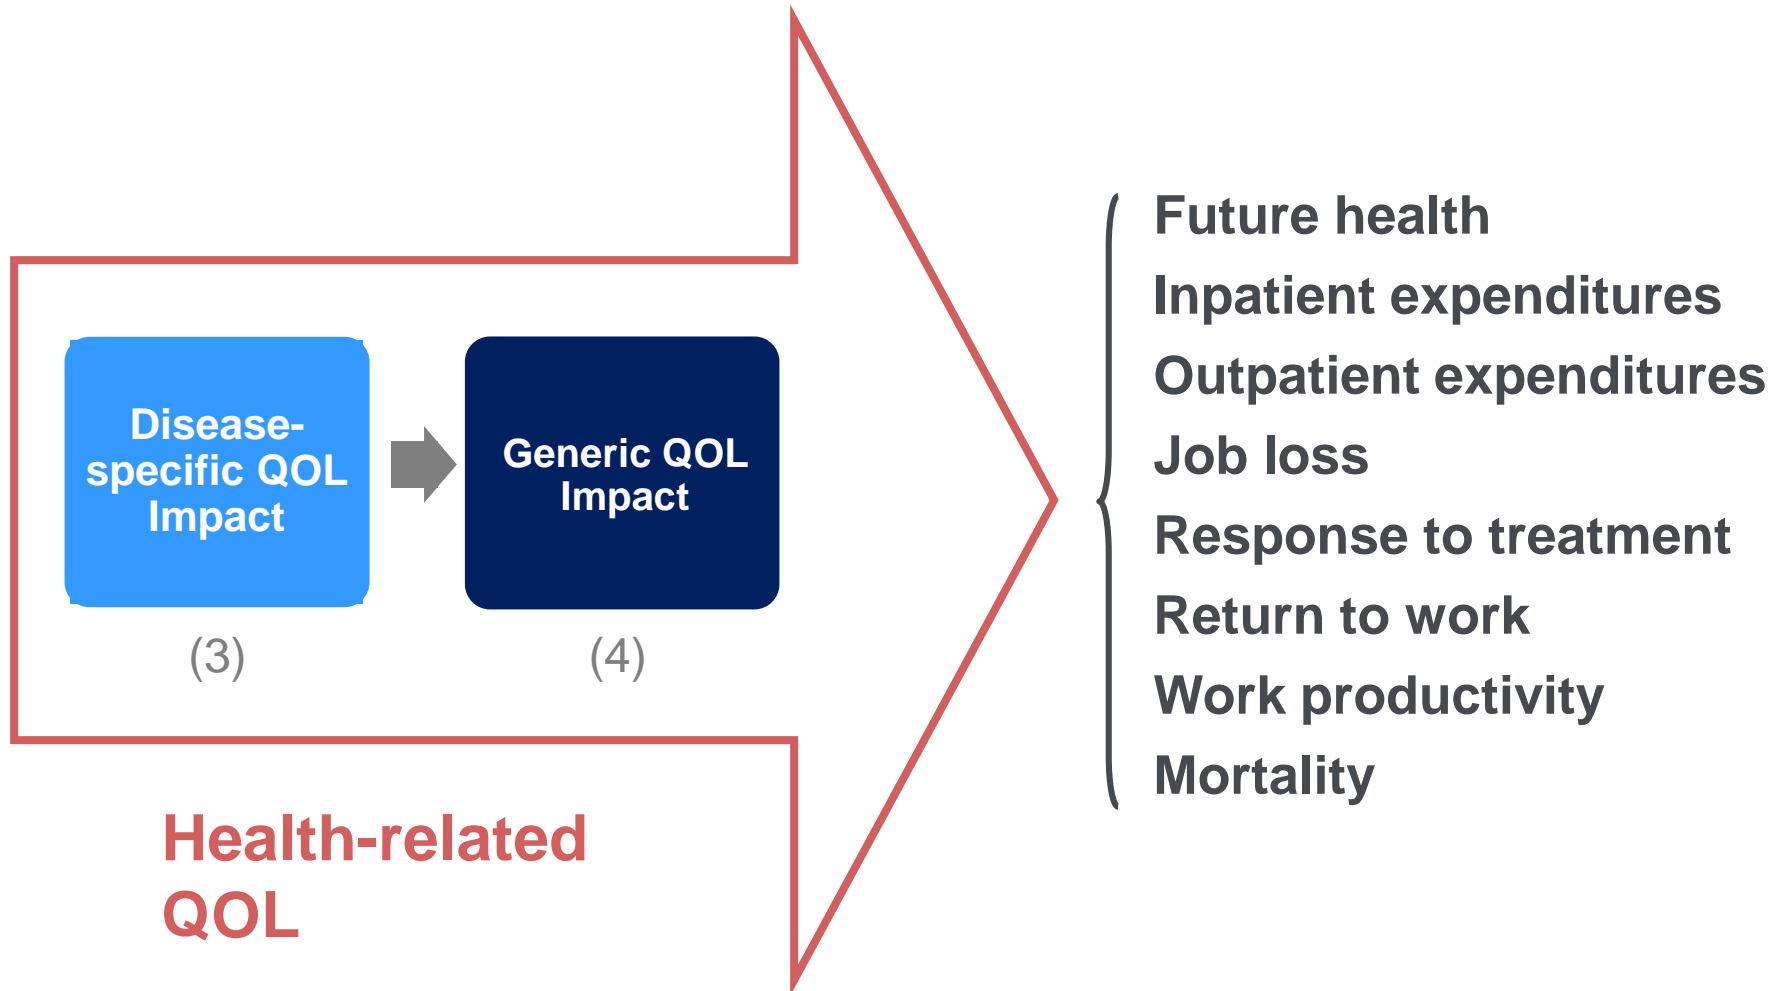 Disease-
specific QOL
Impact
(3)
Generic QOL
Impact
(4)
Health-related
QOL
Future health
Inpatient expenditures
Outpatient expenditures
Job loss
Response to treatment
Return to work
Work productivity
Mortality